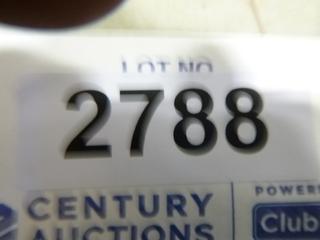 LOT NO
2788
CENTURY
AUCTIONS
POWER
Club